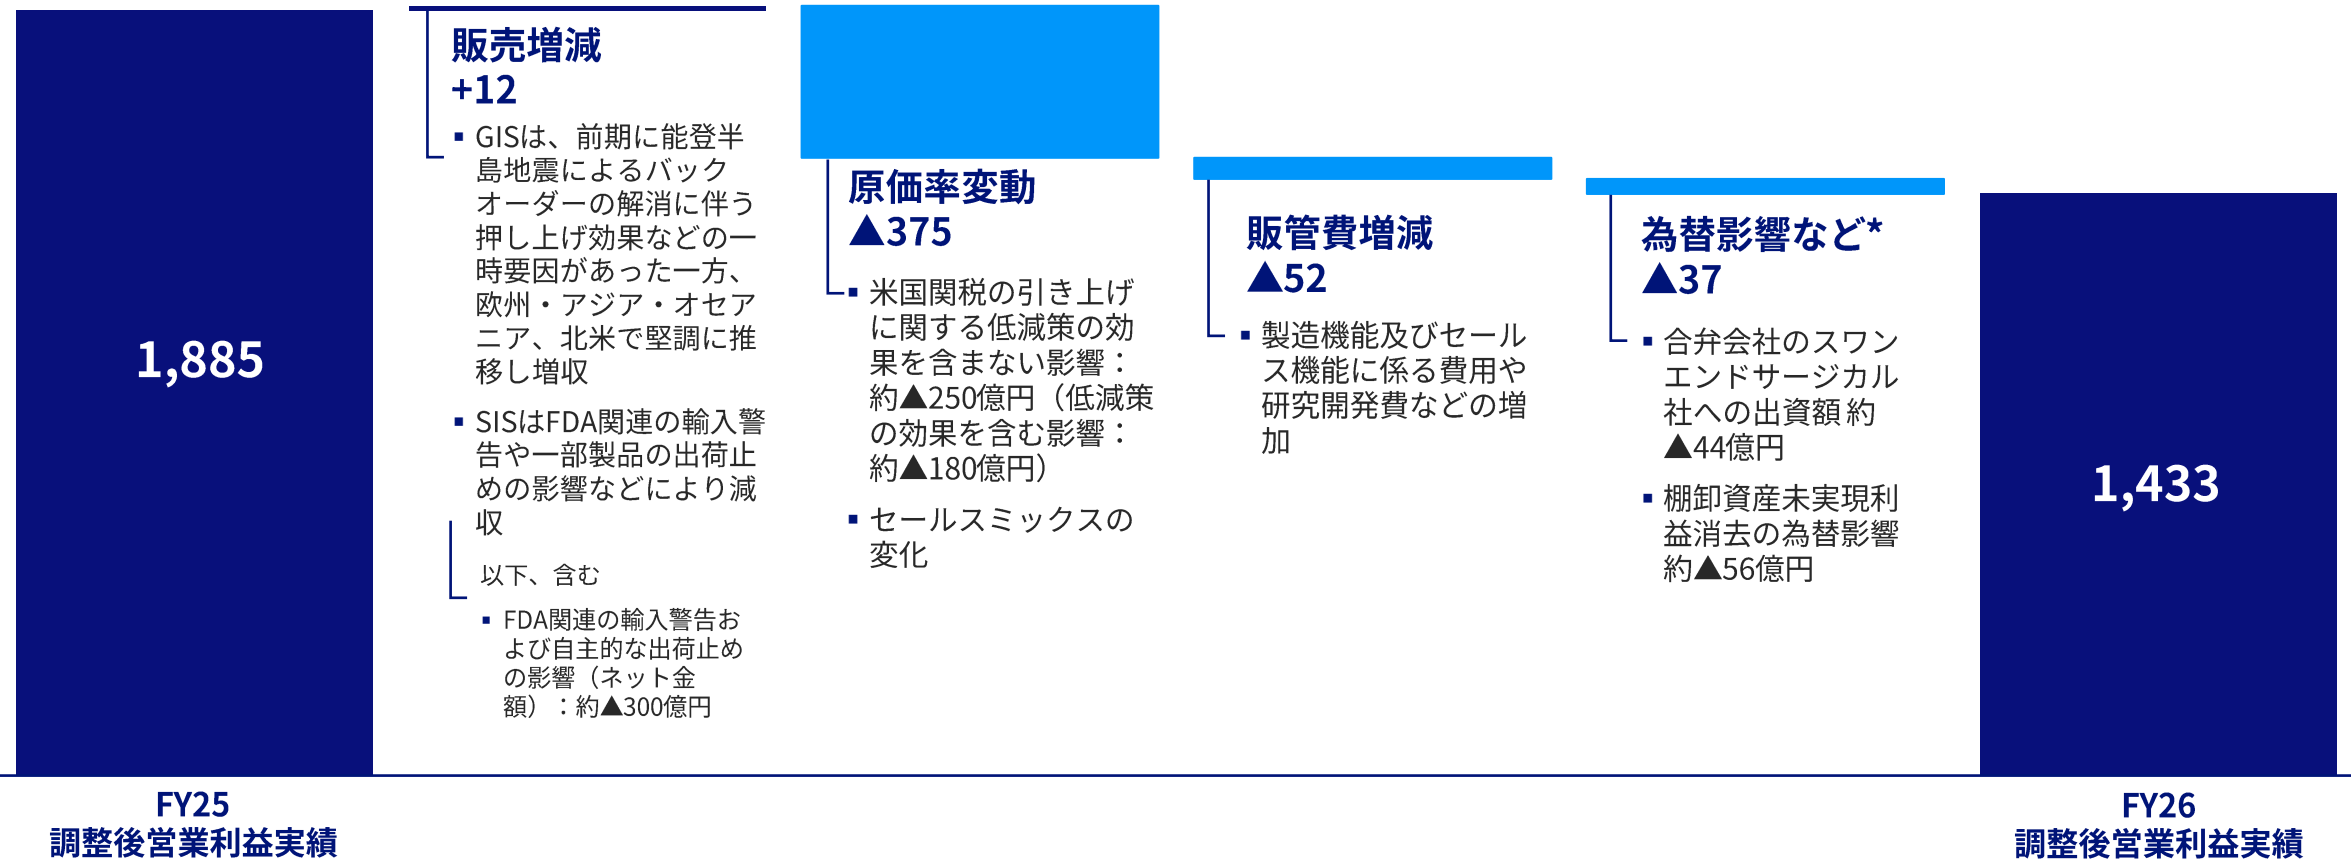 1,885
FY25
調整後営業利益実績
販売増減
+12
▪ GISは、前期に能登半
島地震によるバック
オーダーの解消に伴う
押し上げ効果などの一
時要因があった一方、
欧州・アジア・オセア
ニア、北米で堅調に推
移し増収
▪ SISはFDA関連の輸入警
告や一部製品の出荷止
めの影響などにより減
収
以下、含む
▪ FDA関連の輸入警告お
よび自主的な出荷止め
の影響（ネット金
額）：約▲300億円
原価率変動
▲375
▪ 米国関税の引き上げ
に関する低減策の効
果を含まない影響：
約▲250億円（低減策
の効果を含む影響：
約▲180億円）
▪ セールスミックスの
変化
販管費増減
▲52
▪ 製造機能及びセール
ス機能に係る費用や
研究開発費などの増
加
為替影響など*
▲37
▪ 合弁会社のスワン
エンドサージカル
社への出資額 約
▲44億円
▪ 棚卸資産未実現利
益消去の為替影響
約▲56億円
1,433
FY26
調整後営業利益実績